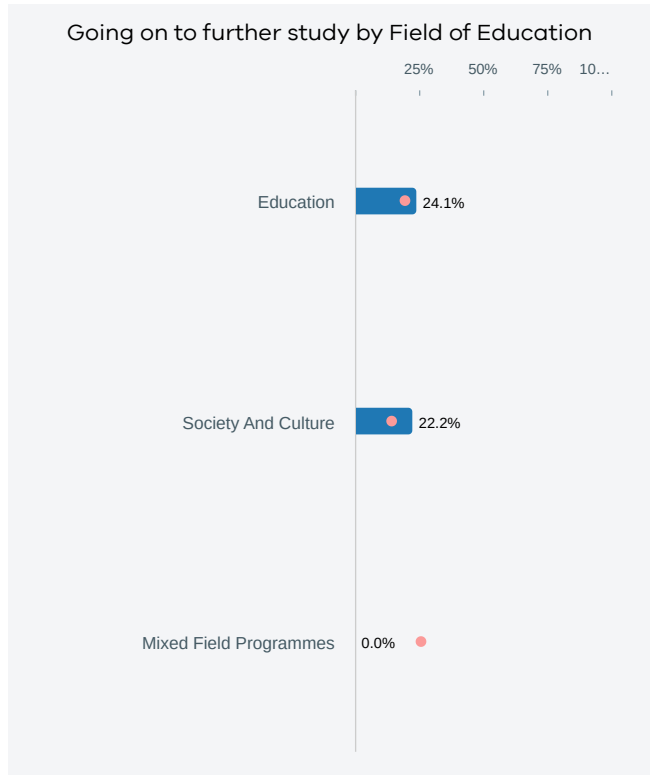 Going on to further study by Field of Education
25% 50% 75% 10…
Education 24.1%
Society And Culture 22.2%
Mixed Field Programmes 0.0%